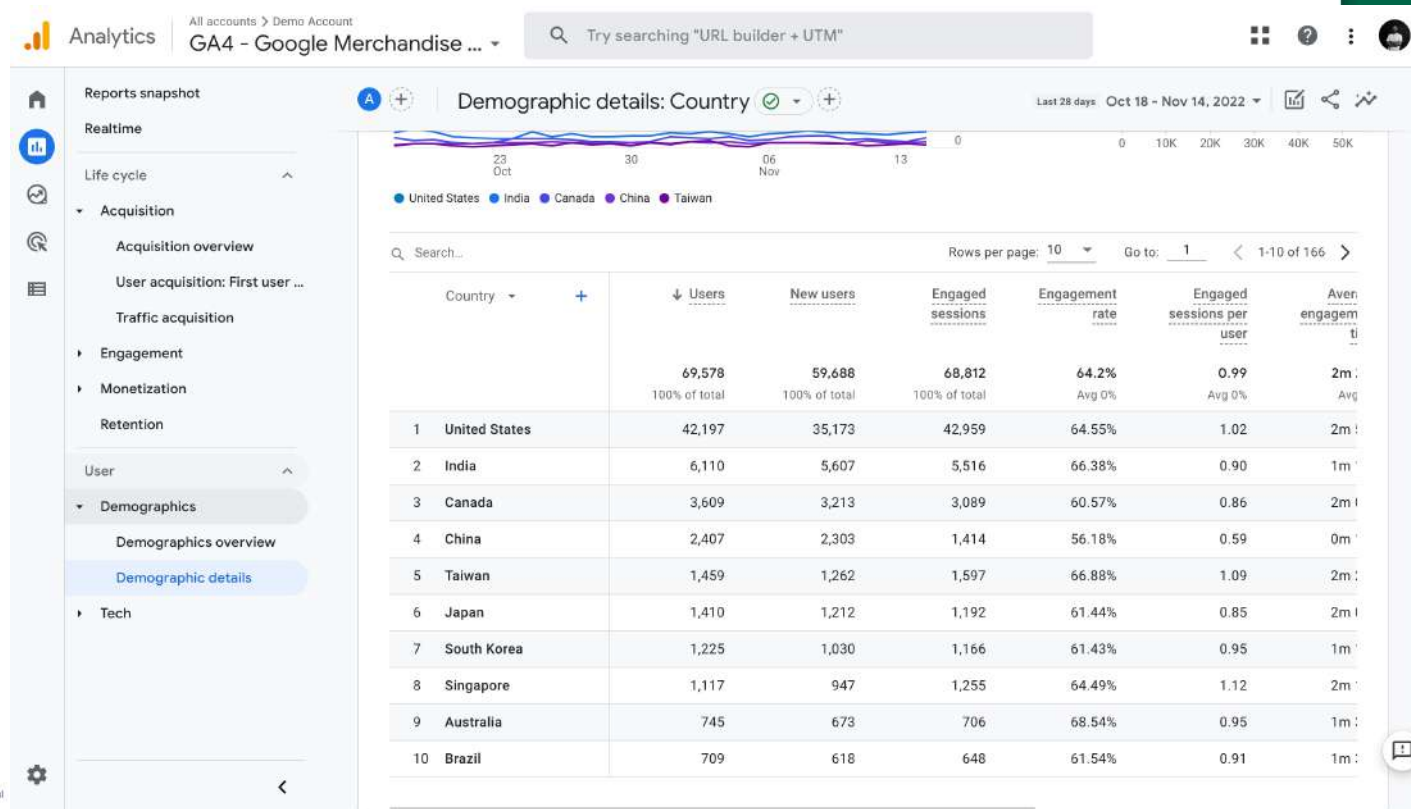 All accounts > Demo Account
Analytics
GA4 - Google Merchandise ...
Try searching "URL builder + UTM"
Reports snapshot
Realtime
Life cycle
Acquisition
Acquisition overview
User acquisition: First user ...
Traffic acquisition
Engagement
Monetization
Retention
User
Demographics
Demographics overview
Demographic details
Tech
A
Demographic details: Country
Last 28 days Oct 18 - Nov 14, 2022
23 Oct 30 06 Nov 13 0
0 10K 20K 30K 40K 50K
United States India Canada China Taiwan
Search...
Rows per page: 10 Go to: 1 1-10 of 166
Country + ↓ Users New users Engaged sessions Engagement rate Engaged sessions per user
69,578 59,688 68,812 64.2% 0.99 2m
100% of total 100% of total 100% of total Avg 0% Avg 0% Avg
1 United States 42,197 35,173 42,959 64.55% 1.02 2m
2 India 6,110 5,607 5,516 66.38% 0.90 1m
3 Canada 3,609 3,213 3,089 60.57% 0.86 2m
4 China 2,407 2,303 1,414 56.18% 0.59 0m
5 Taiwan 1,459 1,262 1,597 66.88% 1.09 2m
6 Japan 1,410 1,212 1,192 61.44% 0.85 2m
7 South Korea 1,225 1,030 1,166 61.43% 0.95 1m
8 Singapore 1,117 947 1,255 64.49% 1.12 2m
9 Australia 745 673 706 68.54% 0.95 1m
10 Brazil 709 618 648 61.54% 0.91 1m